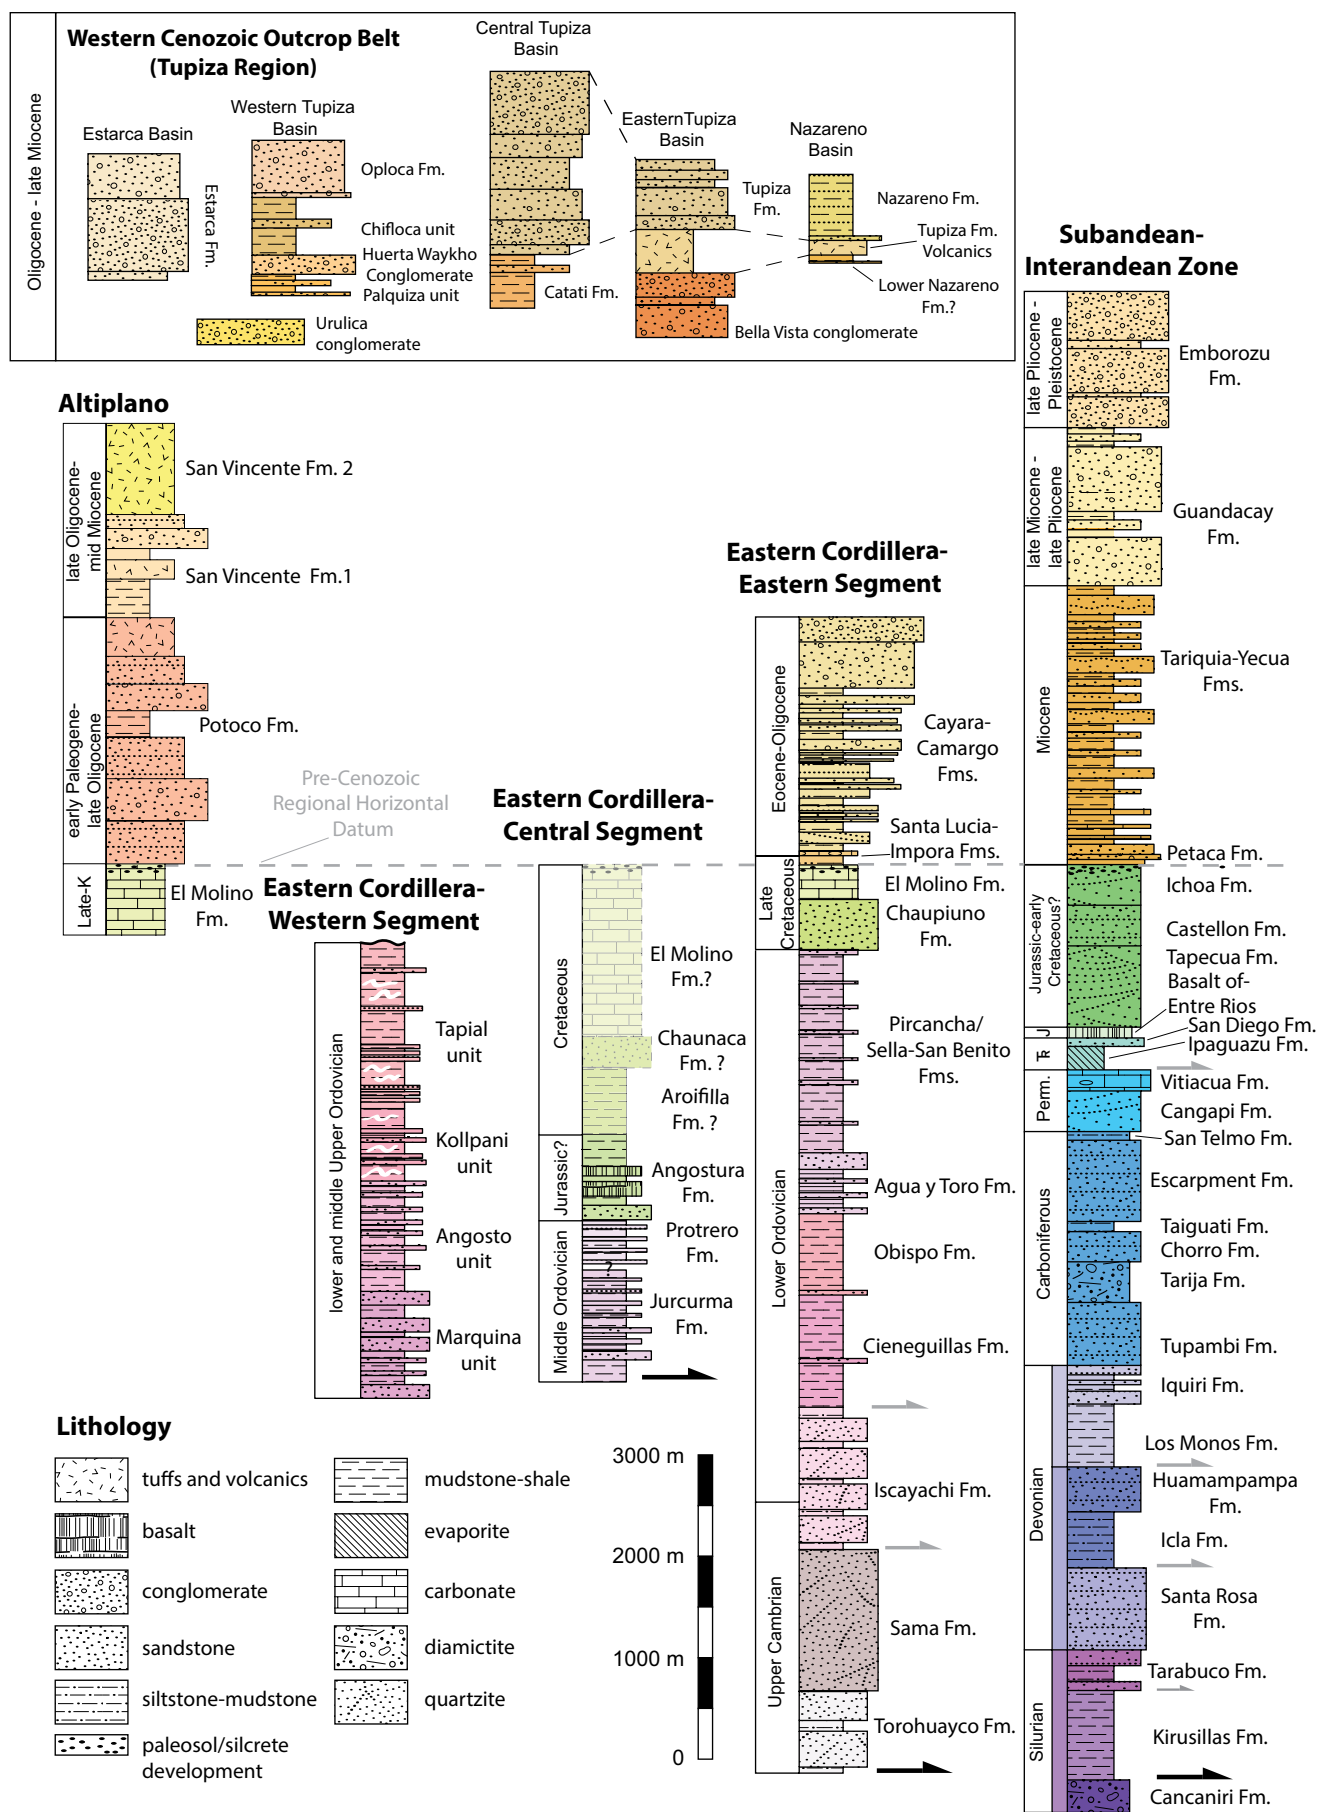 Western Cenozoic Outcrop Belt
(Tupiza Region)
Oligocene - late Miocene
Estarca Basin
Estarca Fm.
Western Tupiza
Basin
Oploca Fm.
Chifloca unit
Huerta Waykho
Conglomerate
Palquiza unit
Urulica
conglomerate
Central Tupiza
Basin
Catati Fm.
EasternTupiza
Basin
Tupiza
Fm.
Bella Vista conglomerate
Nazareno
Basin
Nazareno Fm.
Tupiza Fm.
Volcanics
Lower Nazareno
Fm.?
Altiplano
late Oligocene-
mid Miocene
early Paleogene-
late Oligocene
Late-K
San Vincente Fm. 2
San Vincente Fm.1
Potoco Fm.
El Molino
Fm.
Pre-Cenozoic
Regional Horizontal
Datum
Eastern Cordillera-
Western Segment
lower and middle Upper Ordovician
Tapial
unit
Kollpani
unit
Angosto
unit
Marquina
unit
Eastern Cordillera-
Central Segment
Cretaceous
Jurassic?
Middle Ordovician
El Molino
Fm.?
Chaunaca
Fm. ?
Aroifilla
Fm. ?
Angostura
Fm.
Protrero
Fm.
?
Jurcurma
Fm.
Eastern Cordillera-
Eastern Segment
Eocene-Oligocene
Late
Cretaceous
Lower Ordovician
Upper Cambrian
Cayara-
Camargo
Fms.
Santa Lucia-
Impora Fms.
El Molino Fm.
Chaupiuno
Fm.
Pircancha/
Sella-San Benito
Fms.
Agua y Toro Fm.
Obispo Fm.
Cieneguillas Fm.
Iscayachi Fm.
Sama Fm.
Torohuayco Fm.
Subandean-
Interandean Zone
late Pliocene -
Pleistocene
late Miocene -
late Pliocene
Miocene
Jurassic-early
Cretaceous?
J
TR
Perm.
Carboniferous
Devonian
Silurian
Emborozu
Fm.
Guandacay
Fm.
Tariquia-Yecua
Fms.
Petaca Fm.
Ichoa Fm.
Castellon Fm.
Tapecua Fm.
Basalt of-
Entre Rios
San Diego Fm.
Ipaguazu Fm.
Vitiacua Fm.
Cangapi Fm.
San Telmo Fm.
Escarpment Fm.
Taiguati Fm.
Chorro Fm.
Tarija Fm.
Tupambi Fm.
Iquiri Fm.
Los Monos Fm.
Huamampampa
Fm.
Icla Fm.
Santa Rosa
Fm.
Tarabuco Fm.
Kirusillas Fm.
Cancaniri Fm.
Lithology
tuffs and volcanics
basalt
conglomerate
sandstone
siltstone-mudstone
paleosol/silcrete
development
mudstone-shale
evaporite
carbonate
diamictite
quartzite
3000 m
2000 m
1000 m
0